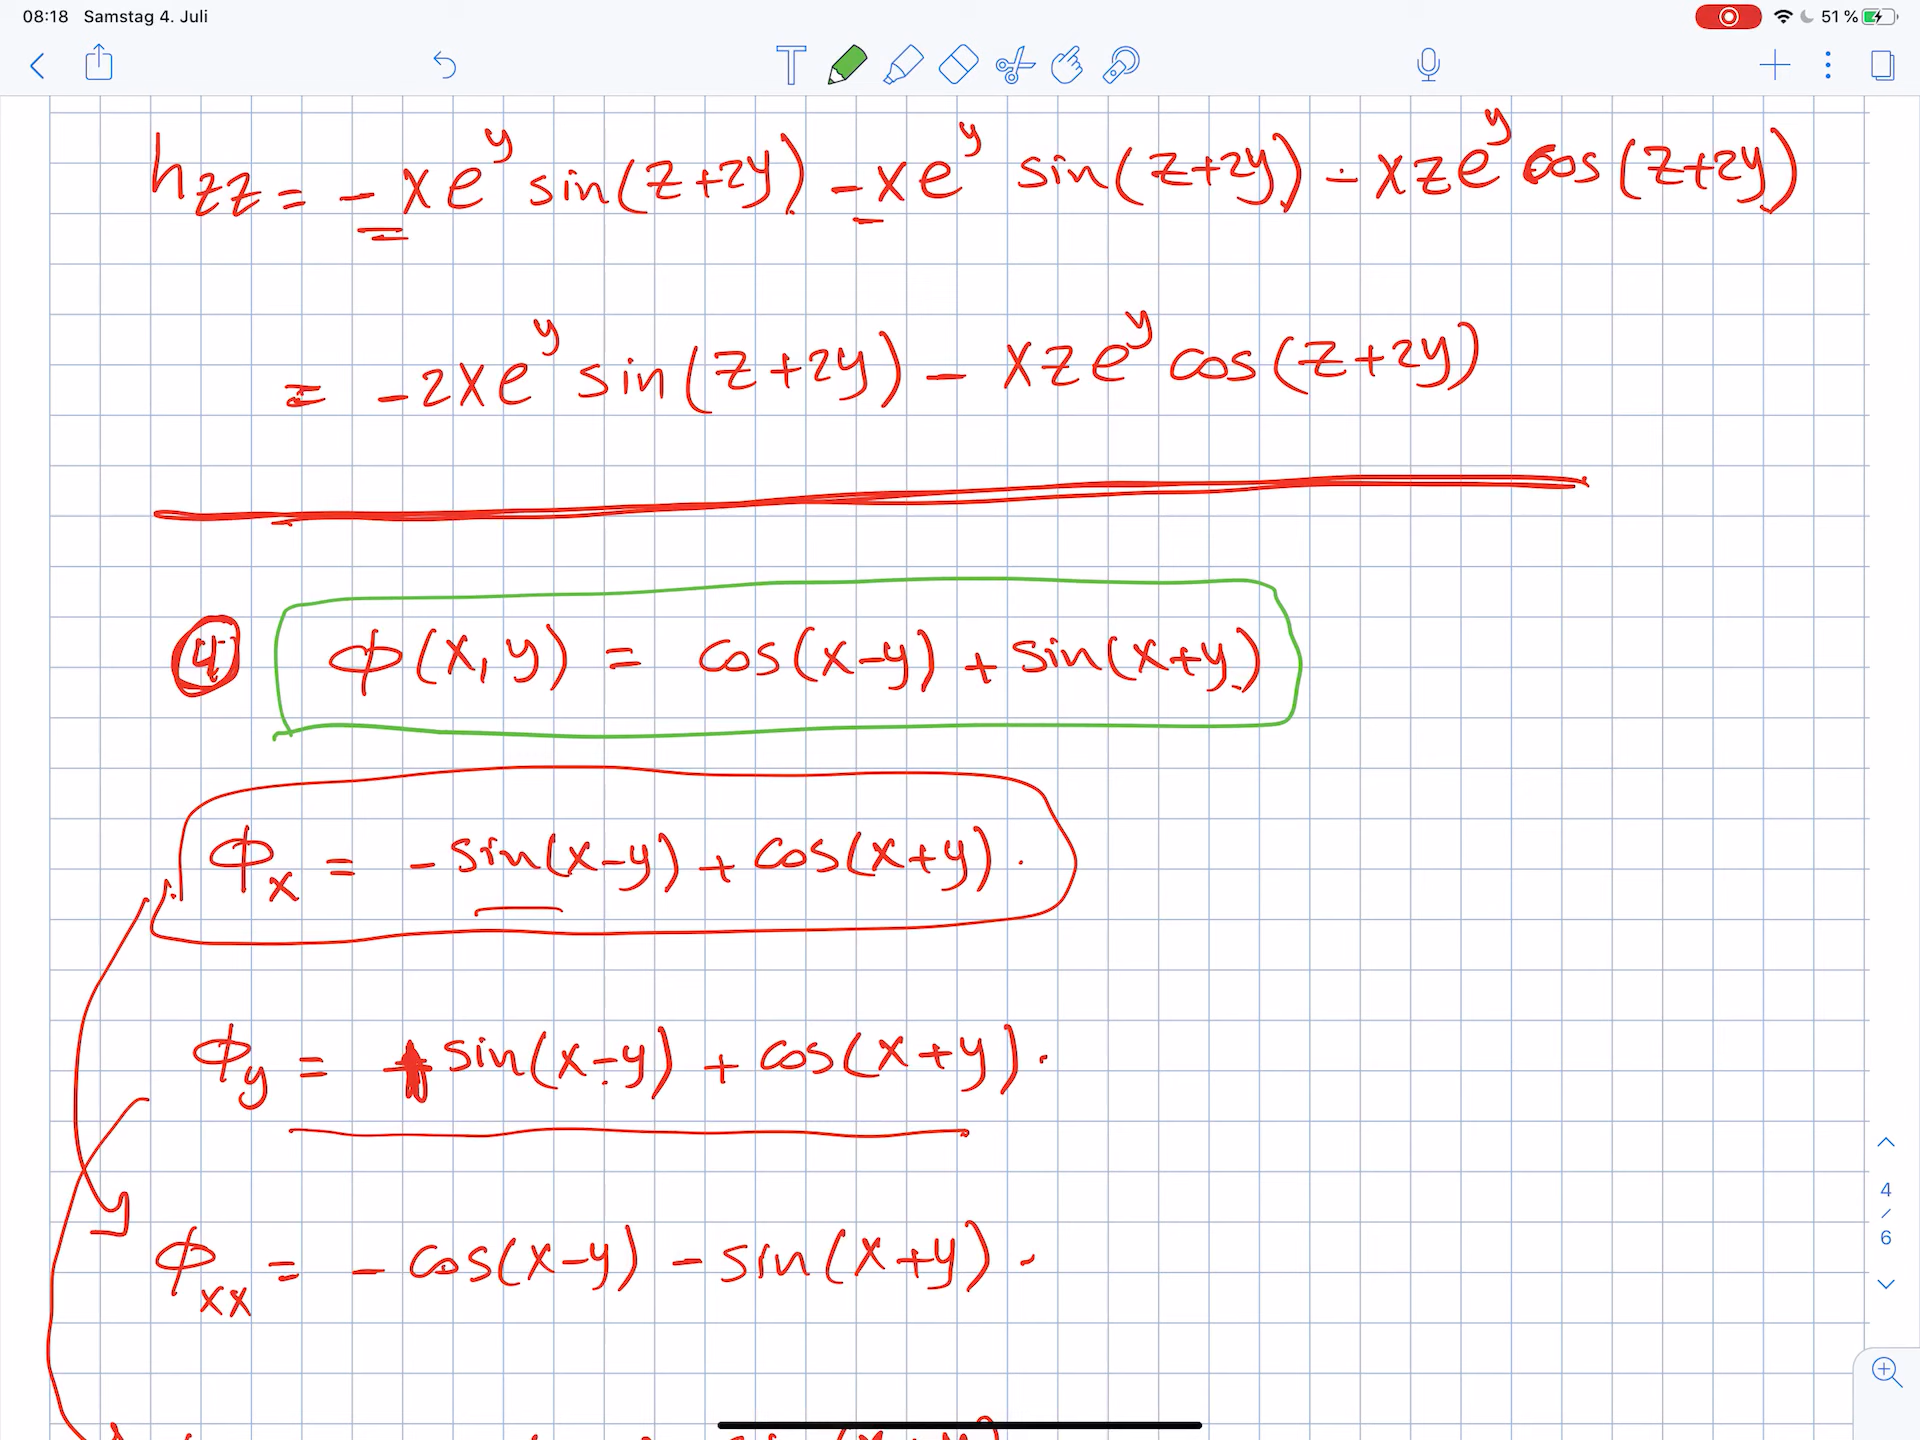 08:18 Samstag 4. Juli 51 %
h_zz = - xe^y sin(z+2y) - xe^y sin(z+2y) - xze^y cos(z+2y)
= -2xe^y sin(z+2y) - xze^y cos(z+2y)
4 ϕ(x,y) = cos(x-y) + sin(x+y)
ϕ_x = - sin(x-y) + cos(x+y).
ϕ_y = + sin(x-y) + cos(x+y).
ϕ_xx = - cos(x-y) - sin(x+y).
4
/
6